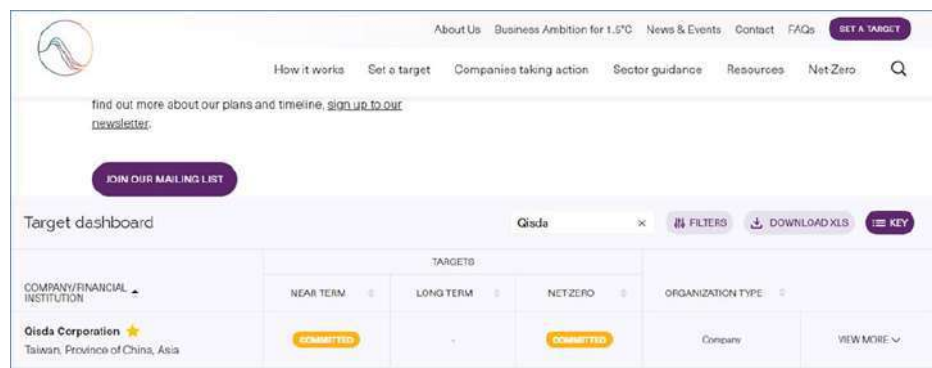 About Us Business Ambition for 1.5°C News & Events Contact FAQs SET A TARGET
How it works Set a target Companies taking action Sector guidance Resources Net-Zero
find out more about our plans and timeline, sign up to our
newsletter.
JOIN OUR MAILING LIST
Target dashboard Qisda × FILTERS DOWNLOAD XLS KEY
TARGETS
COMPANY/FINANCIAL
INSTITUTION NEAR TERM LONG TERM NET-ZERO ORGANIZATION TYPE
Qisda Corporation
Taiwan, Province of China, Asia COMMITTED - COMMITTED Company VIEW MORE